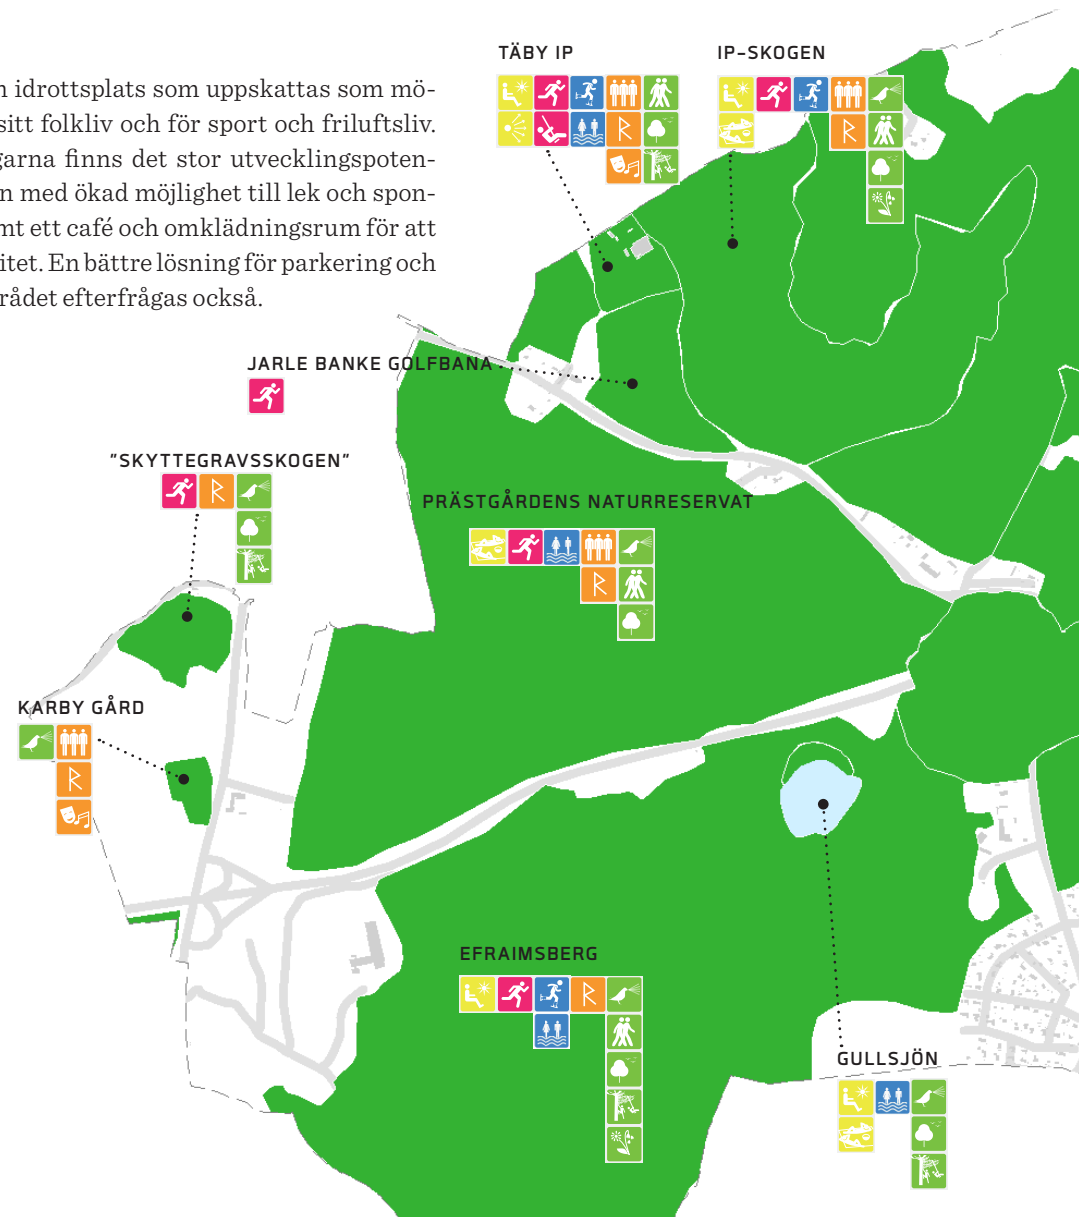 n idrottsplats som uppskattas som mö-
sitt folkliv och för sport och friluftsliv.
garna finns det stor utvecklingspoten-
n med ökad möjlighet till lek och spon-
mt ett café och omklädningsrum för att
itet. En bättre lösning för parkering och
rådet efterfrågas också.
TÄBY IP
IP-SKOGEN
JARLE BANKE GOLFBANA
"SKYTTEGRAVSSKOGEN"
PRÄSTGÅRDENS NATURRESERVAT
KARBY GÅRD
EFRAIMSBERG
GULLSJÖN